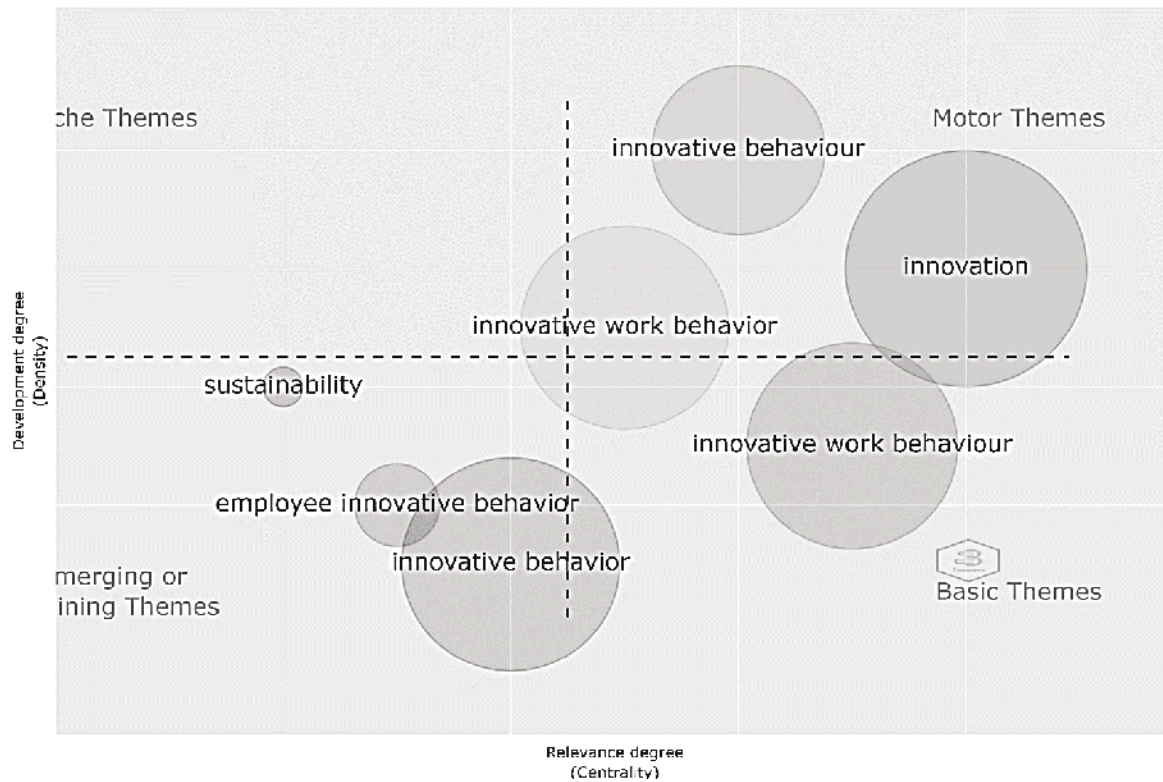 che Themes
Motor Themes
innovative behaviour
innovation
innovative work behavior
sustainability
innovative work behaviour
employee innovative behavior
innovative behavior
merging or
ining Themes
Basic Themes
Development degree
(Density)
Relevance degree
(Centrality)